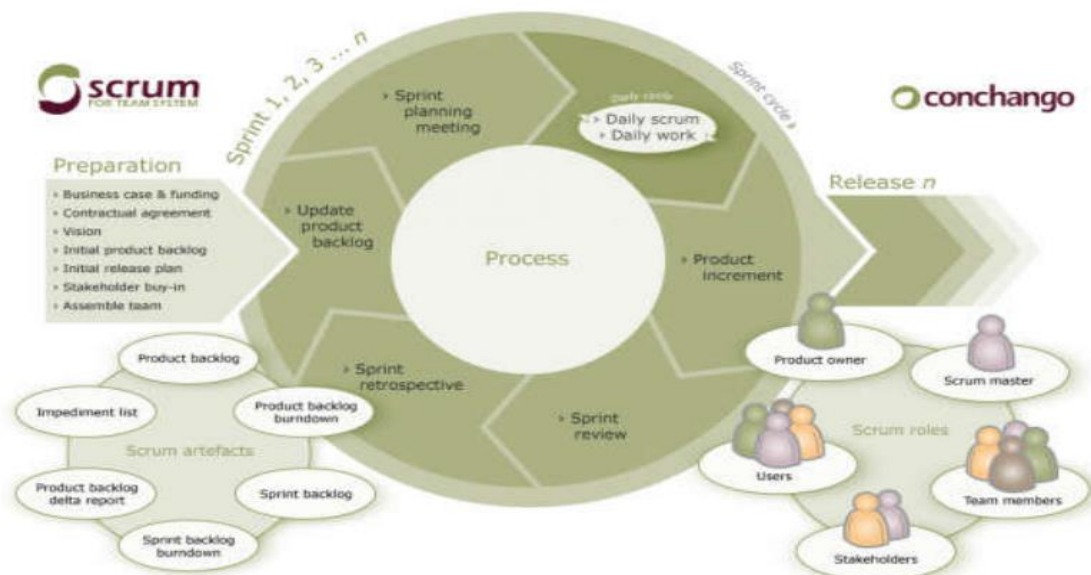 scrum
FOR TEAM SYSTEM
conchango
Sprint 1, 2, 3 ... n
Sprint cycle ›
Preparation
› Business case & funding
› Contractual agreement
› Vision
› Initial product backlog
› Initial release plan
› Stakeholder buy-in
› Assemble team
› Sprint
planning
meeting
Daily cycle
› Daily scrum
› Daily work
› Update
product
backlog
Process
› Product
increment
› Sprint
retrospective
› Sprint
review
Release n
Product backlog
Impediment list
Product backlog
burndown
Scrum artefacts
Product backlog
delta report
Sprint backlog
Sprint backlog
burndown
Product owner
Scrum master
Scrum roles
Users
Team members
Stakeholders